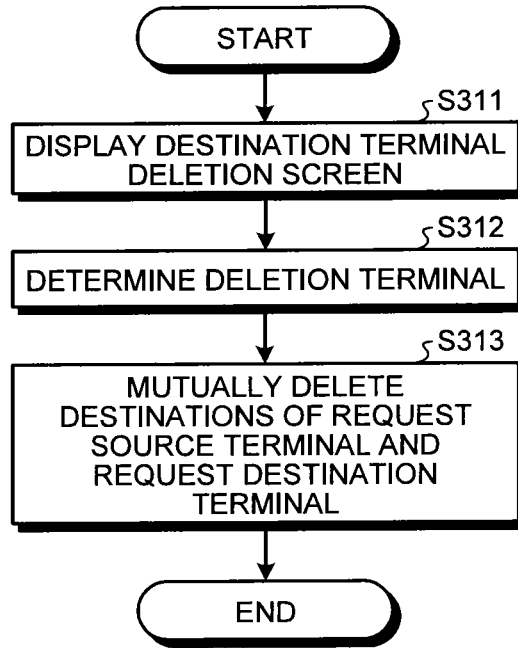 START
S311
DISPLAY DESTINATION TERMINAL
DELETION SCREEN
S312
DETERMINE DELETION TERMINAL
S313
MUTUALLY DELETE
DESTINATIONS OF REQUEST
SOURCE TERMINAL AND
REQUEST DESTINATION
TERMINAL
END